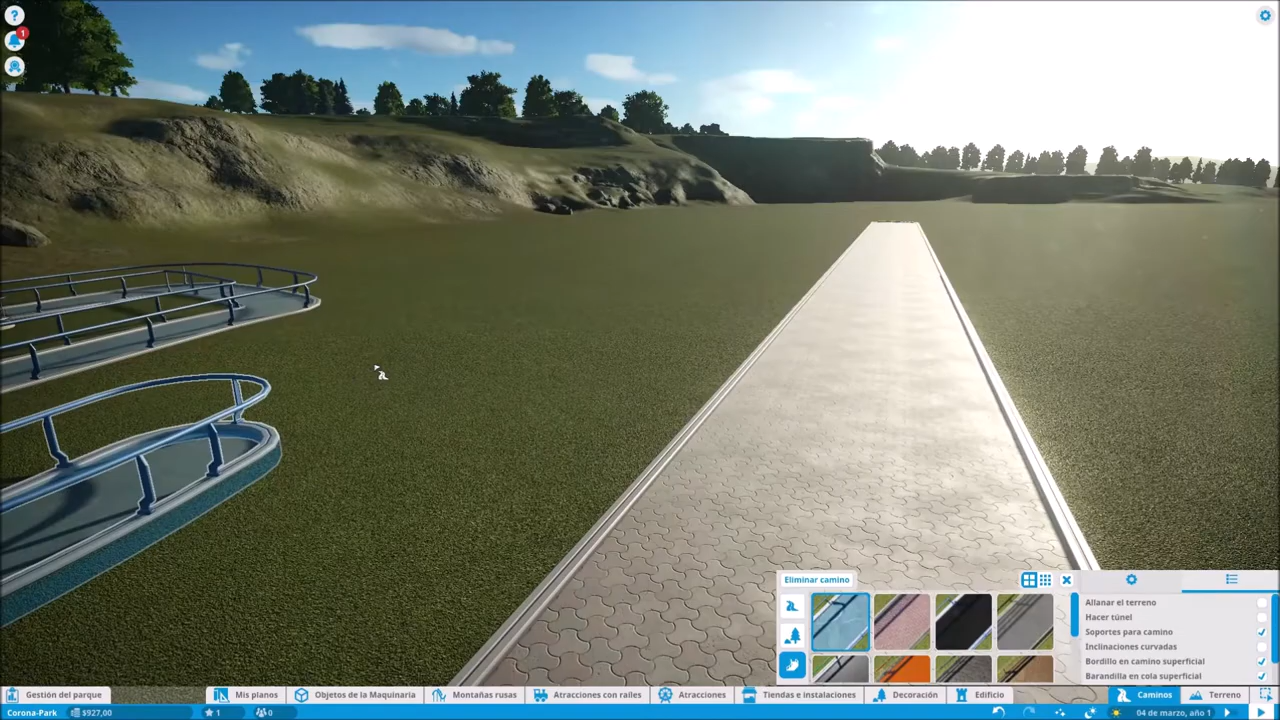 ?
1
Eliminar camino
Allanar el terreno
Hacer túnel
Soportes para camino
Inclinaciones curvadas
Bordillo en camino superficial
Barandilla en cola superficial
Gestión del parque
Mis planos
Objetos de la Maquinaria
Montañas rusas
Atracciones con railes
Atracciones
Tiendas e instalaciones
Decoración
Edificio
Caminos
Terreno
Corona-Park
$927,00
1
0
04 de marzo, año 1